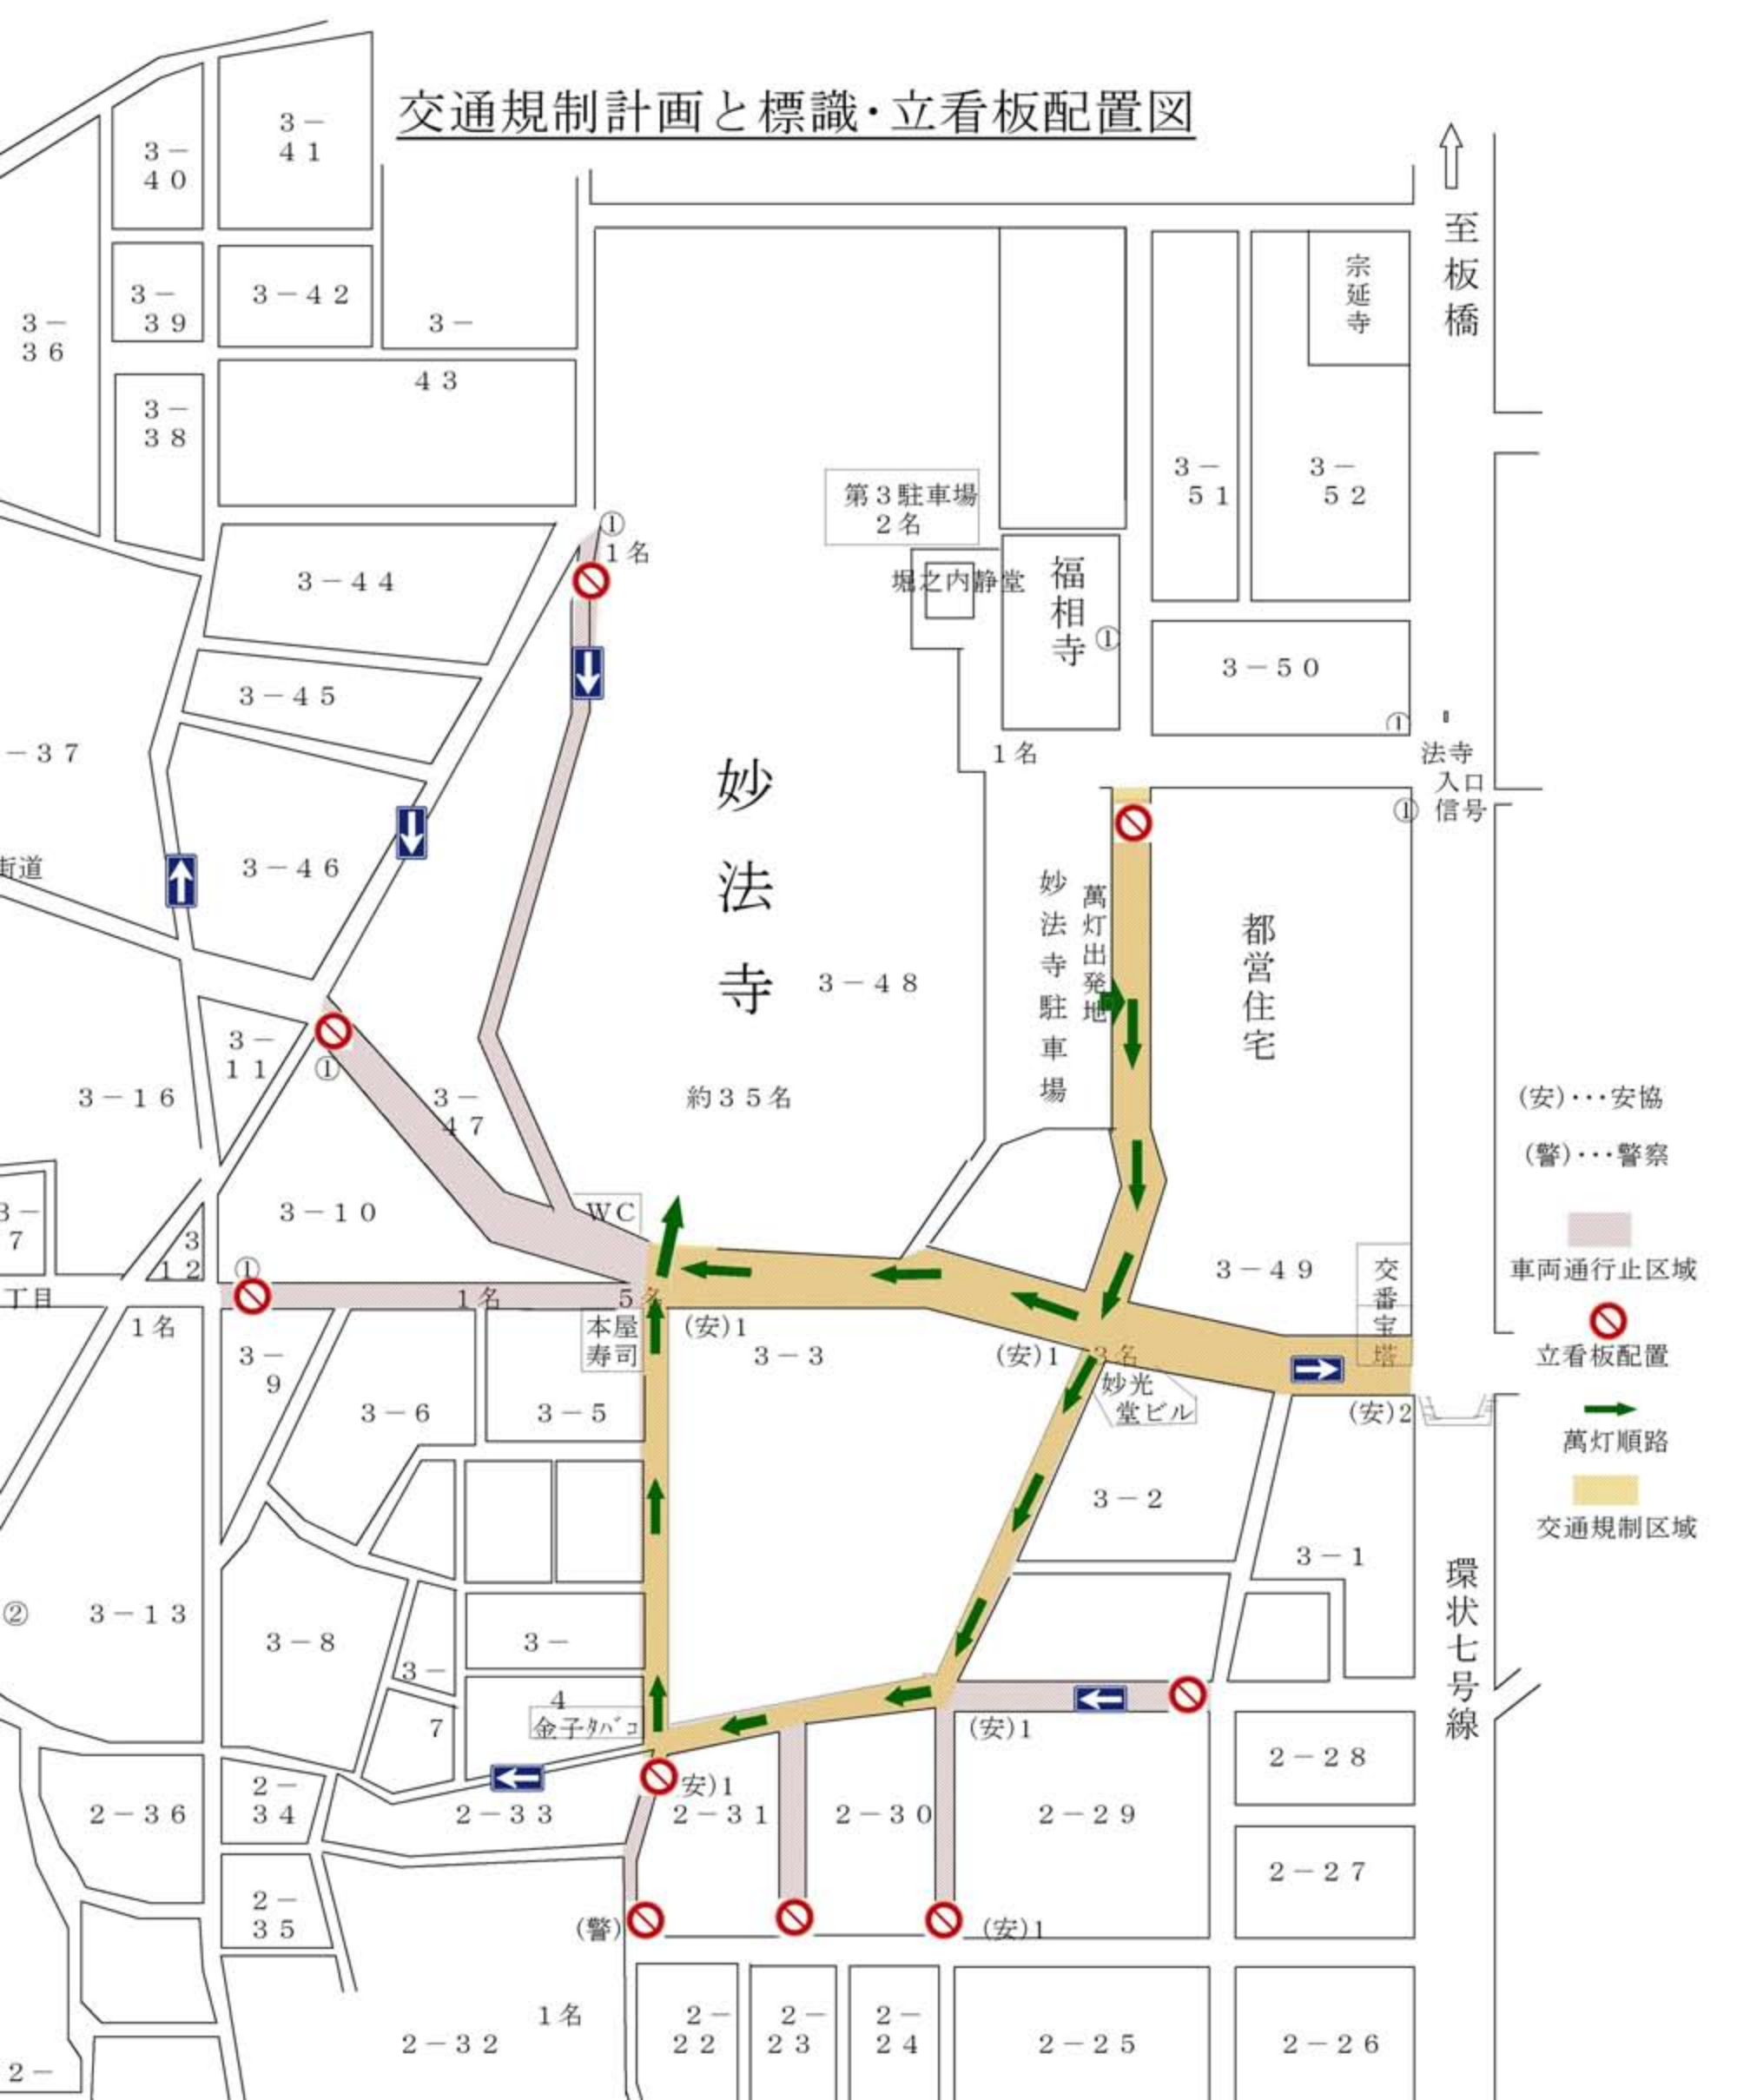 交通規制計画と標識・立看板配置図
至板橋
3－
41
3－
40
宗延寺
3－
39
3－42
3－
36
3－
43
3－
38
3－
51
3－
52
第3駐車場
2名
①
1名
堀之内静堂
福相寺
①
3－44
3－50
3－45
①
－37
1名
法寺
入口
信号
①
妙法寺
3－46
街道
妙法寺駐車場
萬灯出発地
都営住宅
3－48
3－
11
①
3－16
3－
47
約35名
(安)･･･安協
(警)･･･警察
3－10
WC
3－
7
3
12
①
3－49
交番
宝塔
車両通行止区域
丁目
1名
1名
5名
本屋
寿司
(安)1
3－3
(安)1
3名
妙光
堂ビル
立看板配置
3－
9
3－6
3－5
(安)2
萬灯順路
3－2
交通規制区域
3－1
環状七号線
②
3－13
3－8
3－
3－
7
4
金子ﾀﾊﾞｺ
(安)1
安)1
2－28
2－36
2－
34
2－33
2－31
2－30
2－29
2－27
2－
35
(警)
(安)1
1名
2－32
2－
22
2－
23
2－
24
2－25
2－26
2－